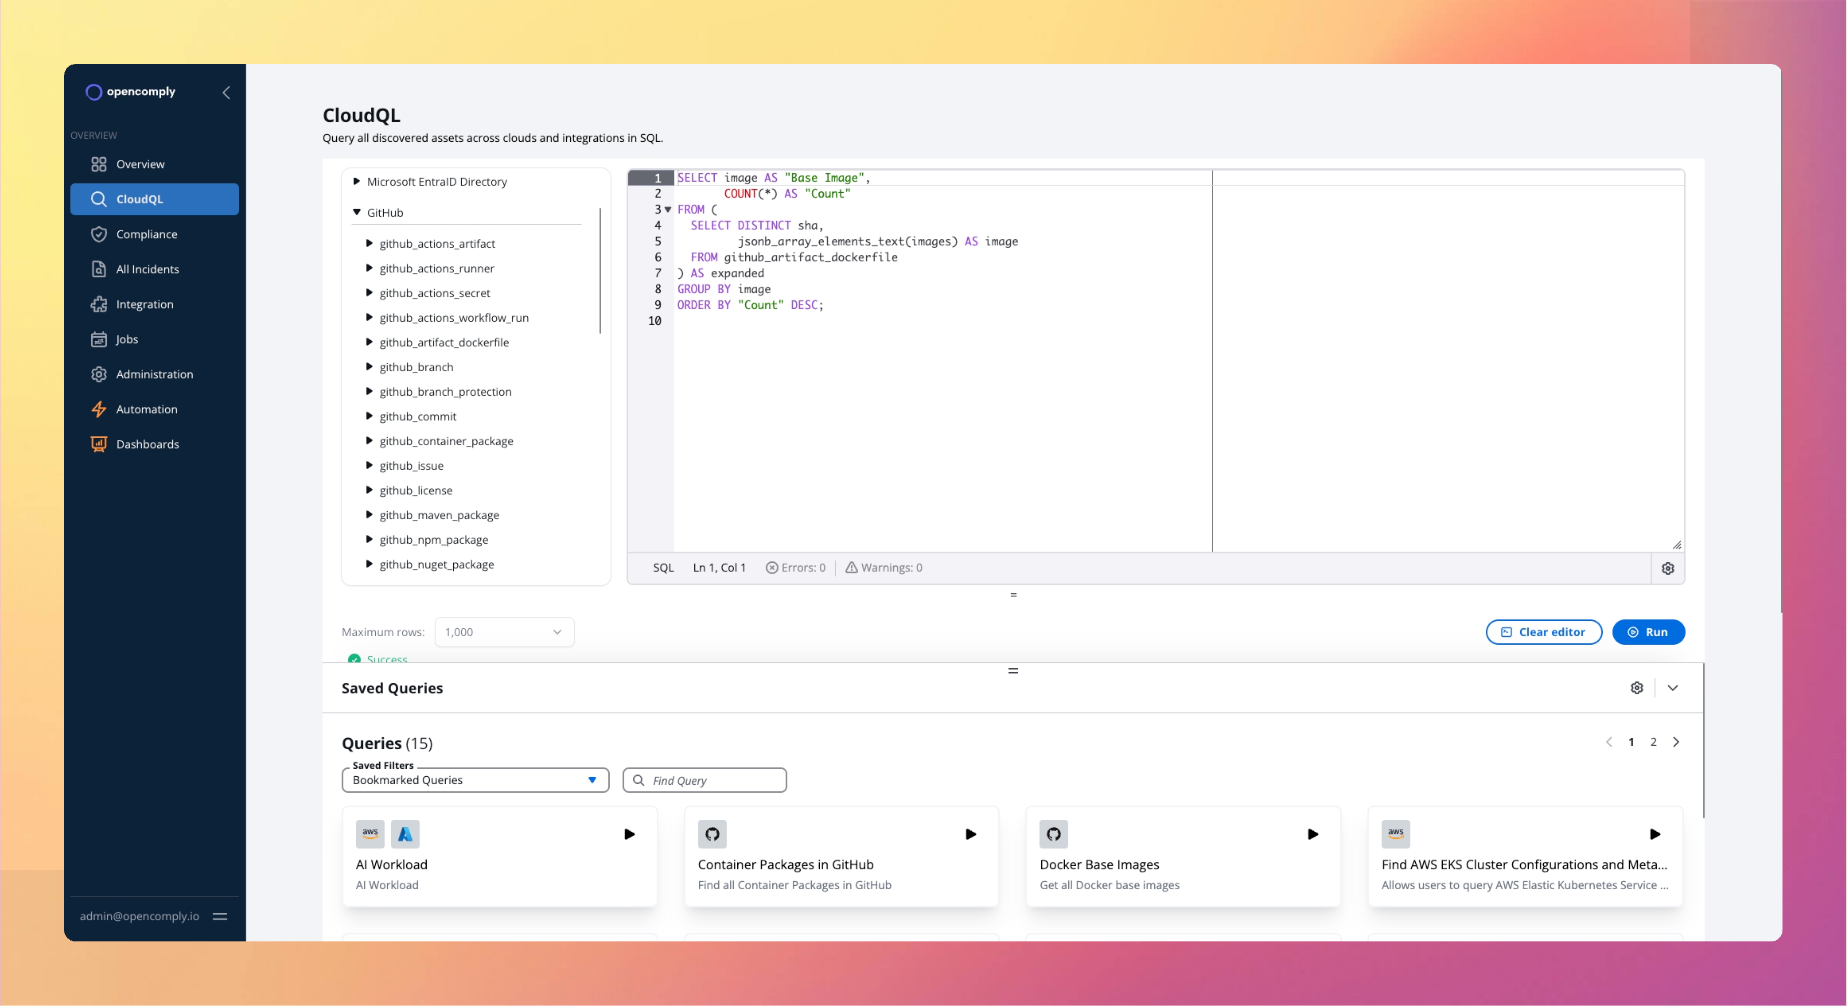 opencomply
OVERVIEW
Overview
CloudQL
Compliance
All Incidents
Integration
Jobs
Administration
Automation
Dashboards
admin@opencomply.io
CloudQL
Query all discovered assets across clouds and integrations in SQL.
Microsoft EntraID Directory
GitHub
github_actions_artifact
github_actions_runner
github_actions_secret
github_actions_workflow_run
github_artifact_dockerfile
github_branch
github_branch_protection
github_commit
github_container_package
github_issue
github_license
github_maven_package
github_npm_package
github_nuget_package
1 SELECT image AS "Base Image",
2 COUNT(*) AS "Count"
3 FROM (
4 SELECT DISTINCT sha,
5 jsonb_array_elements_text(images) AS image
6 FROM github_artifact_dockerfile
7 ) AS expanded
8 GROUP BY image
9 ORDER BY "Count" DESC;
10
SQL Ln 1, Col 1 Errors: 0 Warnings: 0
Maximum rows: 1,000
Clear editor Run
Success
Saved Queries
Queries (15)
1 2
Saved Filters
Bookmarked Queries
Find Query
aws
AI Workload
AI Workload
Container Packages in GitHub
Find all Container Packages in GitHub
Docker Base Images
Get all Docker base images
aws
Find AWS EKS Cluster Configurations and Meta...
Allows users to query AWS Elastic Kubernetes Service ...